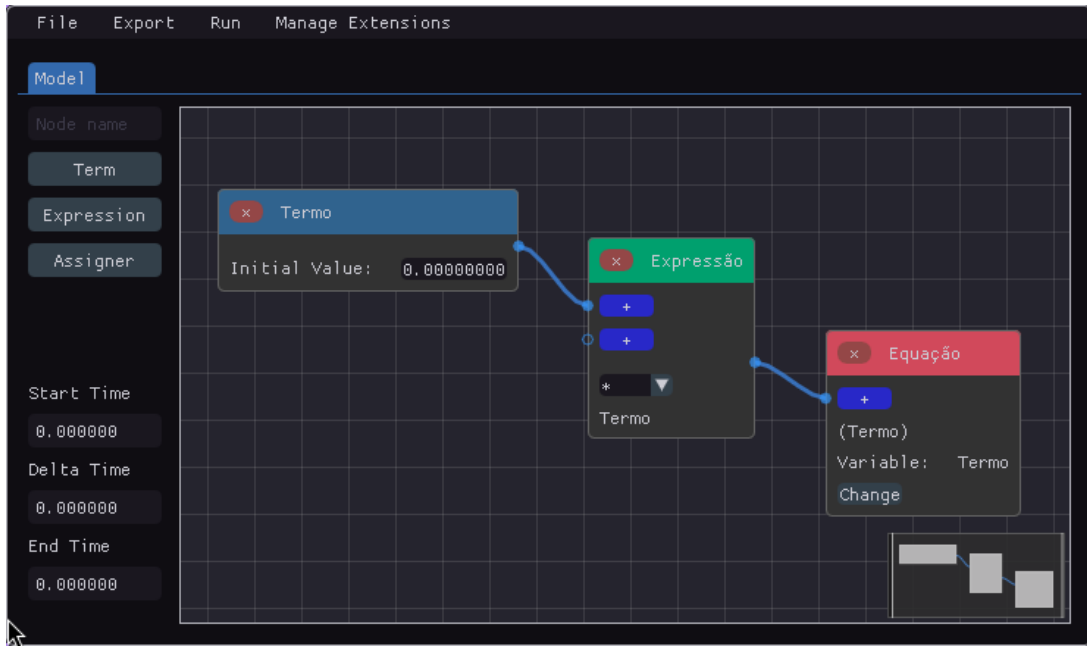 File Export Run Manage Extensions
Model
Node name
Term
Expression
Assigner
Start Time
0.000000
Delta Time
0.000000
End Time
0.000000
× Termo
Initial Value: 0.00000000
× Expressão
+
+
* ▼
Termo
× Equação
+
(Termo)
Variable: Termo
Change